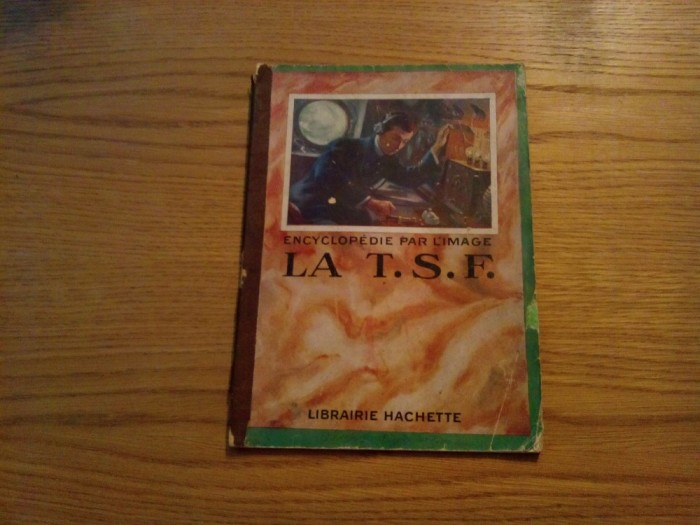 ENCYCLOPÉDIE PAR L'IMAGE
LA T.S.F.
LIBRAIRIE HACHETTE